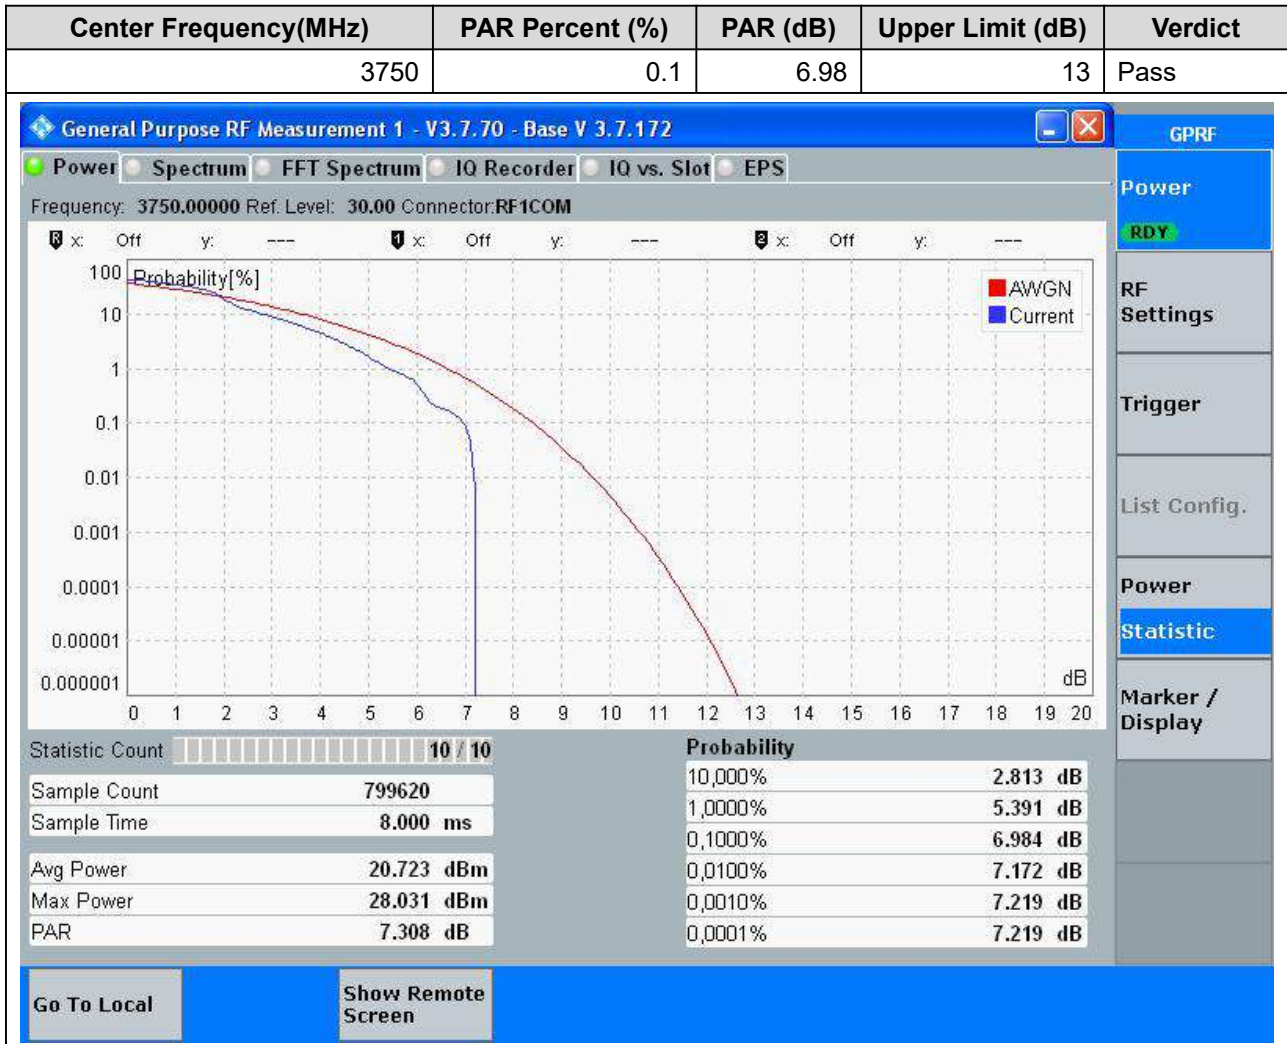 Center Frequency(MHz) PAR Percent (%) PAR (dB) Upper Limit (dB) Verdict
3750 0.1 6.98 13 Pass
General Purpose RF Measurement 1 - V3.7.70 - Base V 3.7.172
GPRF
Power Spectrum FFT Spectrum IQ Recorder IQ vs. Slot EPS
Power
RDY
Frequency: 3750.00000 Ref. Level: 30.00 Connector:RF1COM
R x: Off y: --- 1 x: Off y: --- 2 x: Off y: ---
Probability[%]
100
10
1
0.1
0.01
0.001
0.0001
0.00001
0.000001
AWGN
Current
dB
0 1 2 3 4 5 6 7 8 9 10 11 12 13 14 15 16 17 18 19 20
RF
Settings
Trigger
List Config.
Power
Statistic
Marker /
Display
Statistic Count 10 / 10
Sample Count 799620
Sample Time 8.000 ms
Avg Power 20.723 dBm
Max Power 28.031 dBm
PAR 7.308 dB
Probability
10,000% 2.813 dB
1,0000% 5.391 dB
0,1000% 6.984 dB
0,0100% 7.172 dB
0,0010% 7.219 dB
0,0001% 7.219 dB
Go To Local
Show Remote
Screen